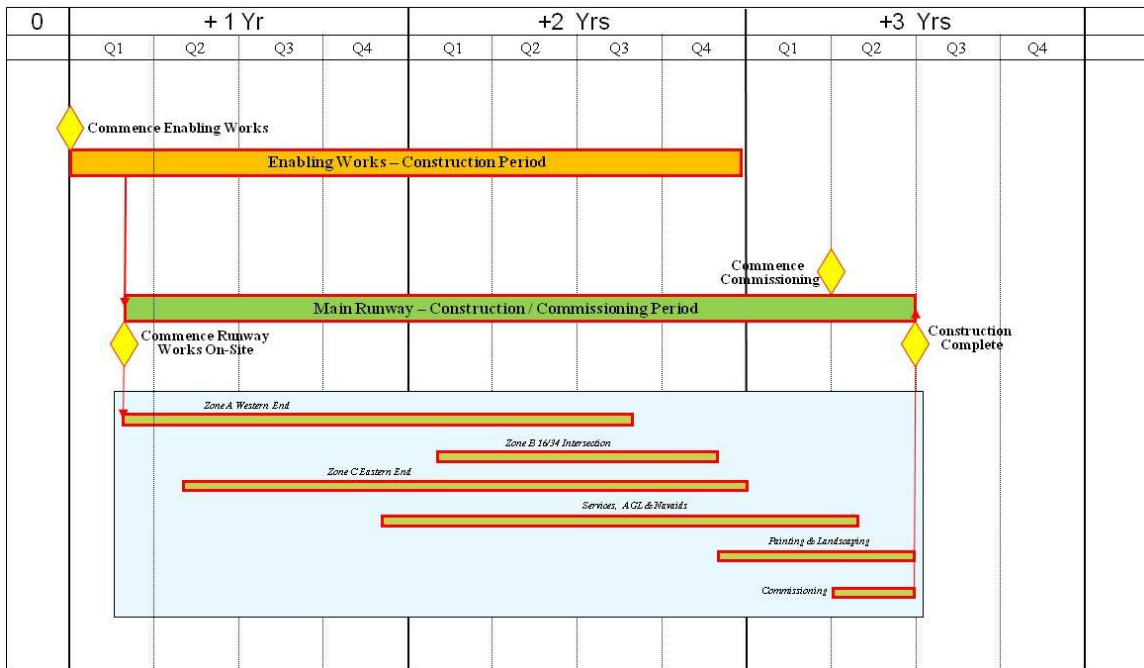 0 + 1 Yr +2 Yrs +3 Yrs
Q1 Q2 Q3 Q4 Q1 Q2 Q3 Q4 Q1 Q2 Q3 Q4
Commence Enabling Works
Enabling Works – Construction Period
Commence
Commissioning
Main Runway – Construction / Commissioning Period
Commence Runway
Works On-Site
Construction
Complete
Zone A Western End
Zone B 16/34 Intersection
Zone C Eastern End
Services, AGL & Navaids
Painting & Landscaping
Commissioning